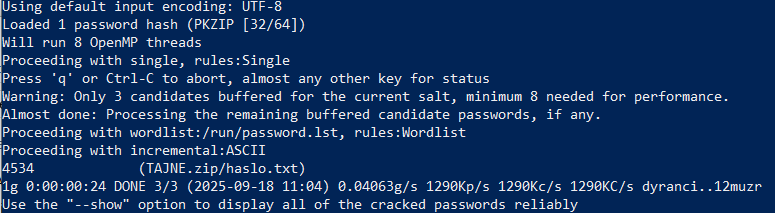 Using default input encoding: UTF-8
Loaded 1 password hash (PKZIP [32/64])
Will run 8 OpenMP threads
Proceeding with single, rules:Single
Press 'q' or Ctrl-C to abort, almost any other key for status
Warning: Only 3 candidates buffered for the current salt, minimum 8 needed for performance.
Almost done: Processing the remaining buffered candidate passwords, if any.
Proceeding with wordlist:/run/password.lst, rules:Wordlist
Proceeding with incremental:ASCII
4534             (TAJNE.zip/haslo.txt)
1g 0:00:00:24 DONE 3/3 (2025-09-18 11:04) 0.04063g/s 1290Kp/s 1290Kc/s 1290KC/s dyranci..12muzr
Use the "--show" option to display all of the cracked passwords reliably